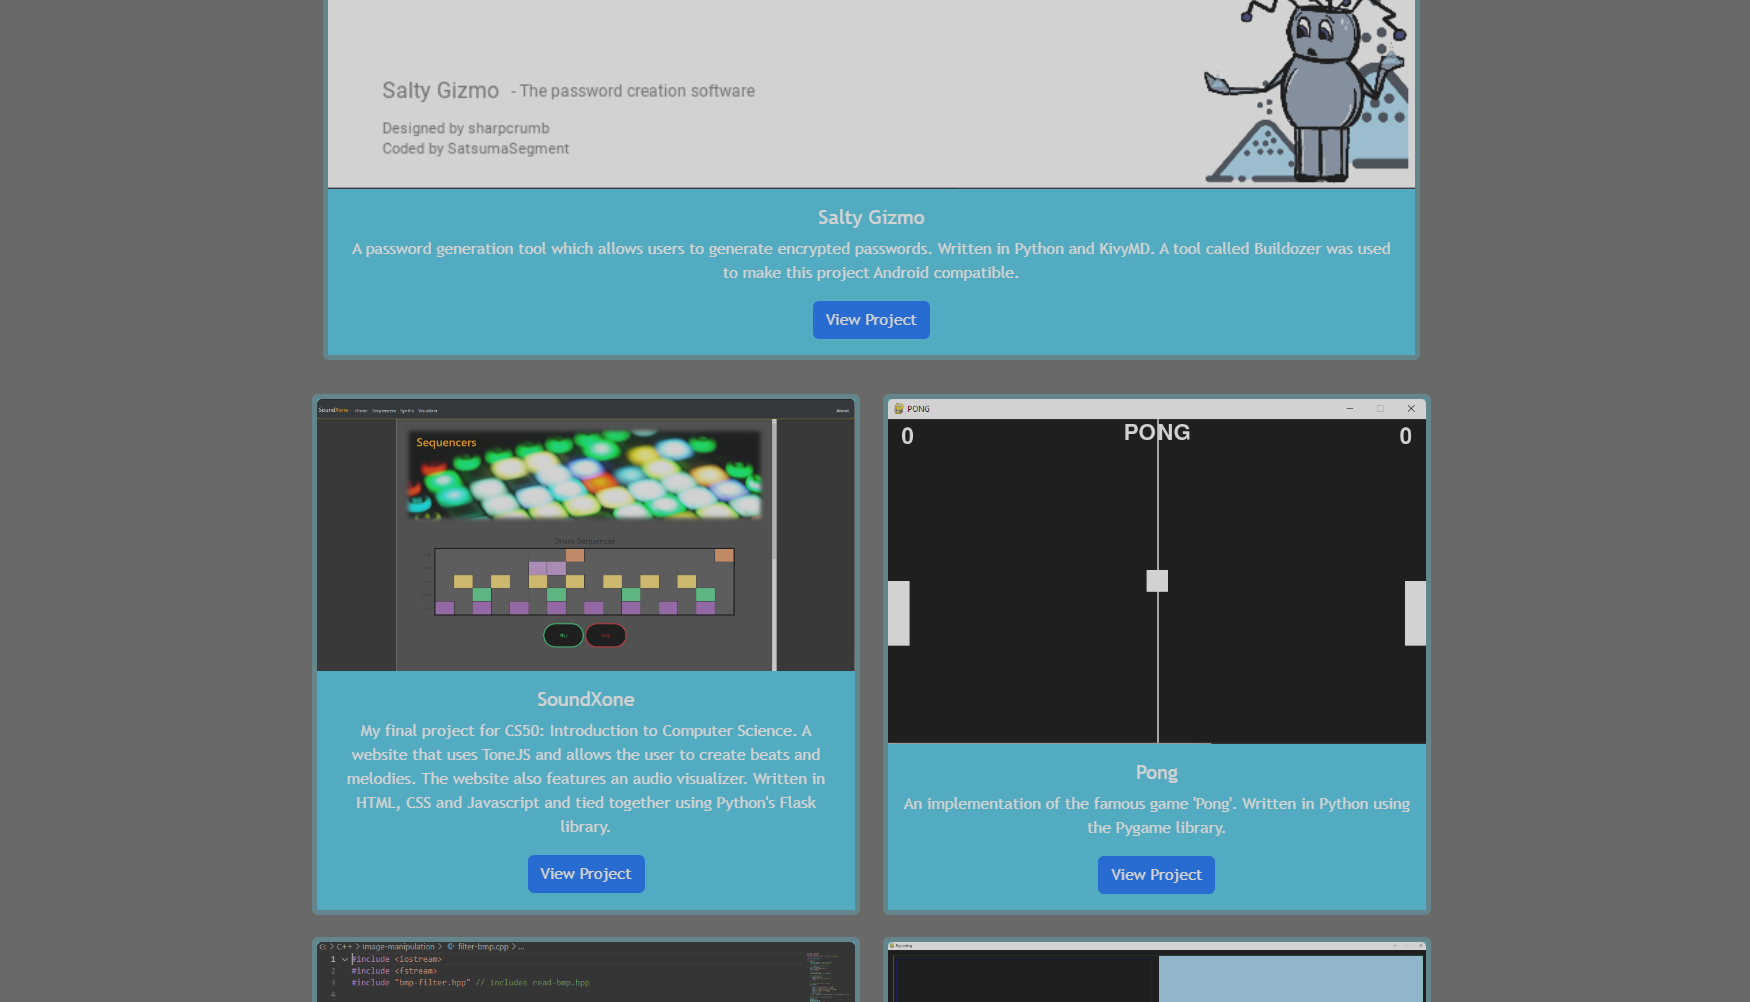 Salty Gizmo - The password creation software
Designed by sharpcrumb
Coded by SatsumaSegment
Salty Gizmo
A password generation tool which allows users to generate encrypted passwords. Written in Python and KivyMD. A tool called Buildozer was used
to make this project Android compatible.
View Project
SoundXone Home Sequencers Synths Visualizer About
Sequencers
Drum Sequencer
SoundXone
My final project for CS50: Introduction to Computer Science. A
website that uses ToneJS and allows the user to create beats and
melodies. The website also features an audio visualizer. Written in
HTML, CSS and Javascript and tied together using Python's Flask
library.
View Project
PONG
0 PONG 0
Pong
An implementation of the famous game 'Pong'. Written in Python using
the Pygame library.
View Project
C: > C++ > Image-manipulation > filter-bmp.cpp > ...
1 #include <iostream>
2 #include <fstream>
3 #include "bmp-filter.hpp" // Includes read-bmp.hpp
4